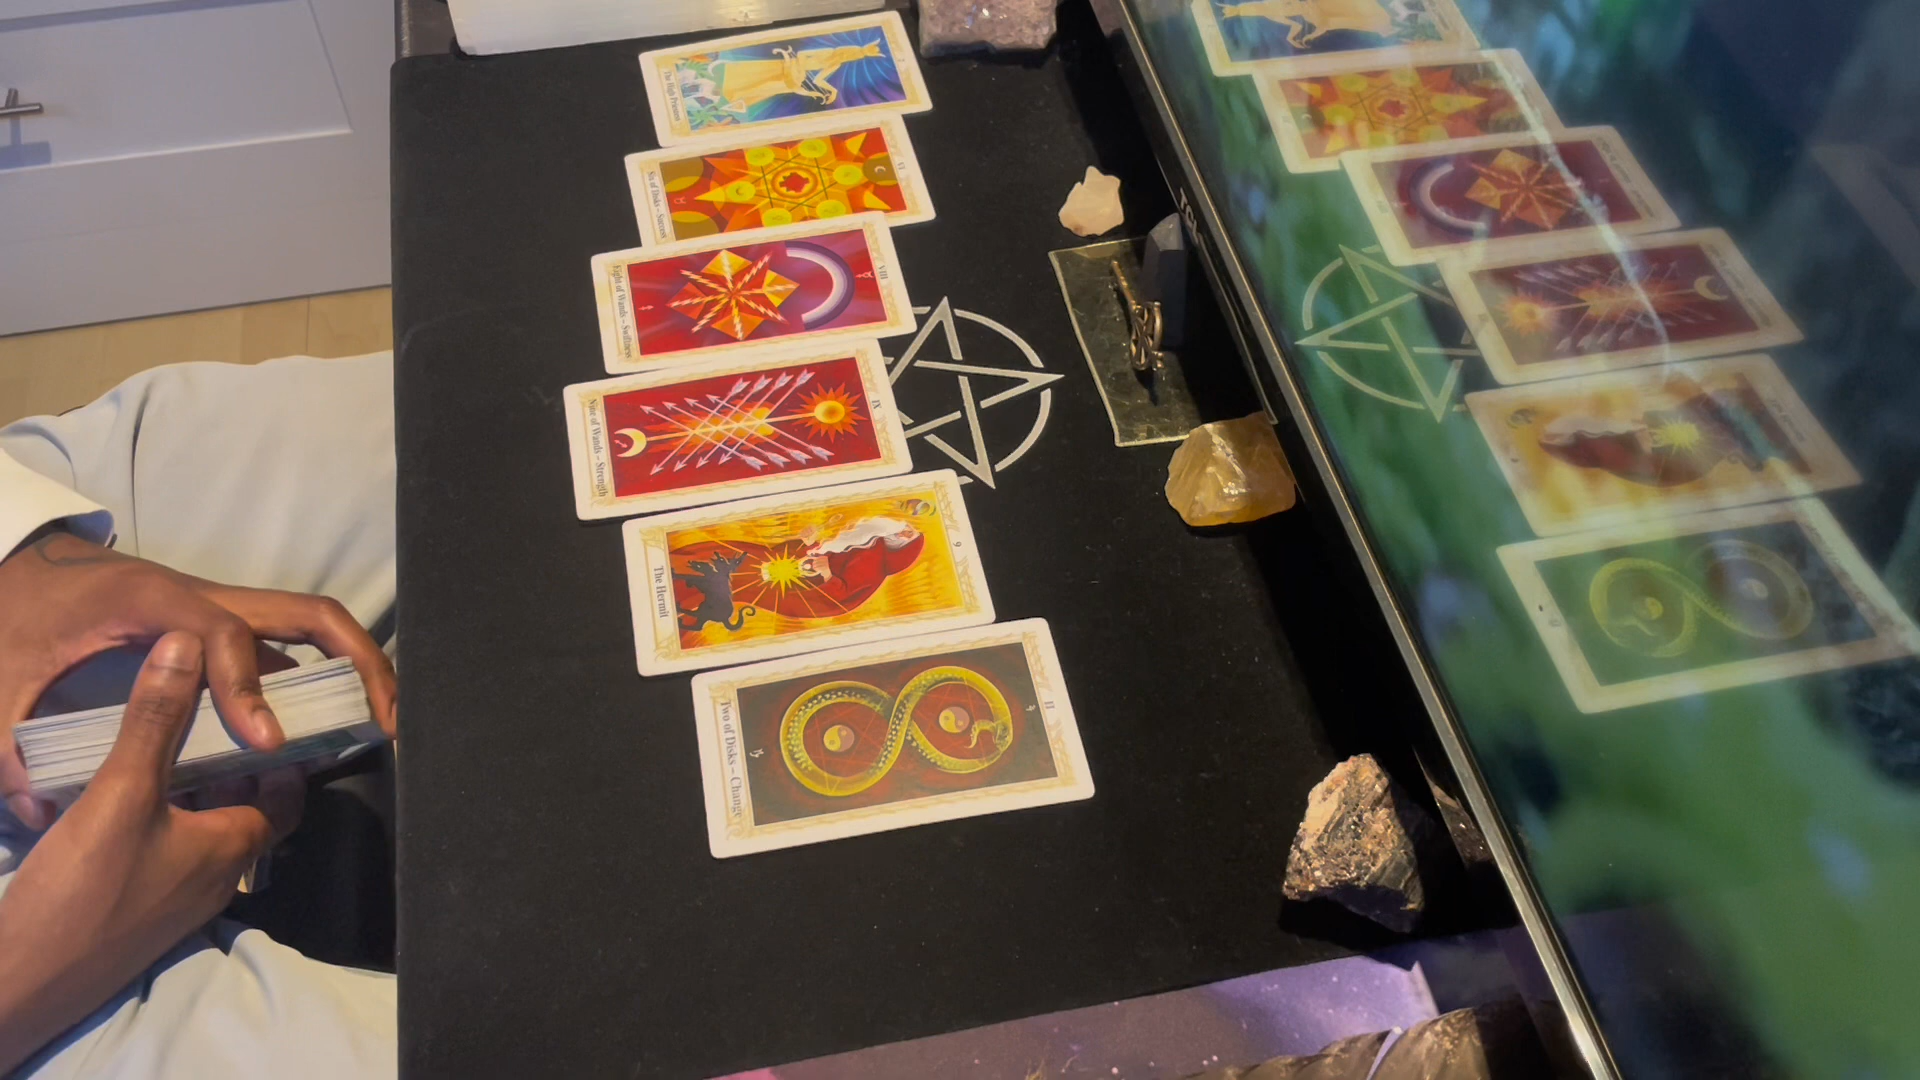 The High Priestess
VI
Six of Disks – Success
VIII
Eight of Wands – Swiftness
IX
Nine of Wands – Strength
9
The Hermit
II
Two of Disks – Change